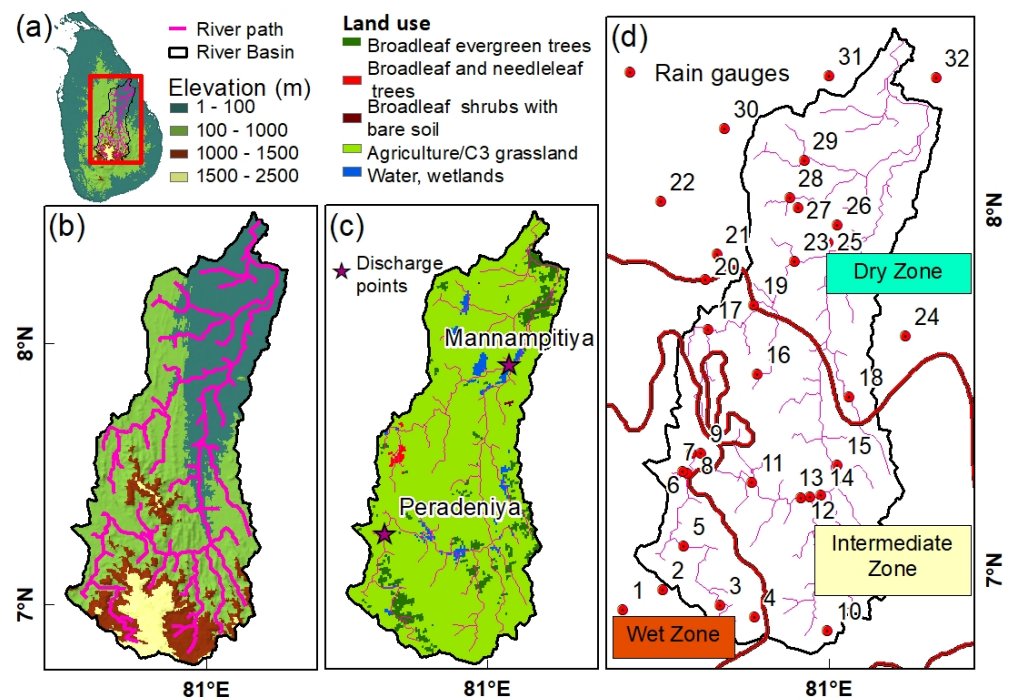 (a)
River path
River Basin
Elevation (m)
1 - 100
100 - 1000
1000 - 1500
1500 - 2500
Land use
Broadleaf evergreen trees
Broadleaf and needleleaf
trees
Broadleaf shrubs with
bare soil
Agriculture/C3 grassland
Water, wetlands
(b)
8°N
7°N
81°E
(c)
Discharge
points
Mannampitiya
Peradeniya
81°E
(d)
81°E
Rain gauges
31
32
30
29
28
22
27
26
21
23
25
8°N
20
Dry Zone
19
17
24
16
18
9
15
7
8
11
13
14
6
12
5
Intermediate
Zone
7°N
2
1
3
4
10
Wet Zone
81°E